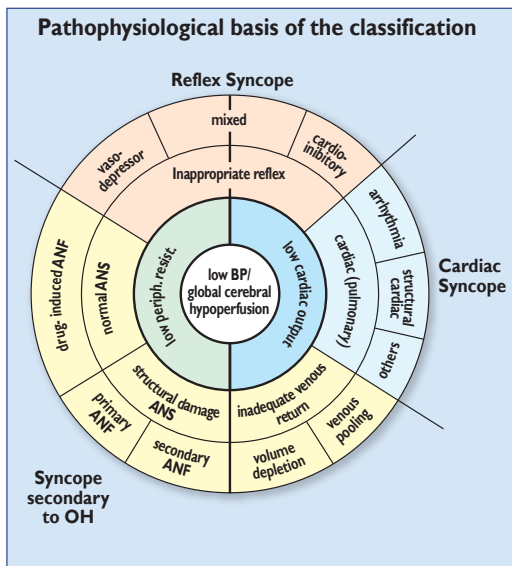 Pathophysiological basis of the classification
Reflex Syncope
mixed
vaso-
depressor
cardio-
inibitory
Inappropriate reflex
arrhythmia
structural
cardiac
others
Cardiac
Syncope
cardiac (pulmonary)
drug- induced ANF
normal ANS
low periph. resist.
low cardiac output
low BP/
global cerebral
hypoperfusion
structural damage
ANS
inadequate venous
return
primary
ANF
secondary
ANF
volume
depletion
venous
pooling
Syncope
secondary
to OH